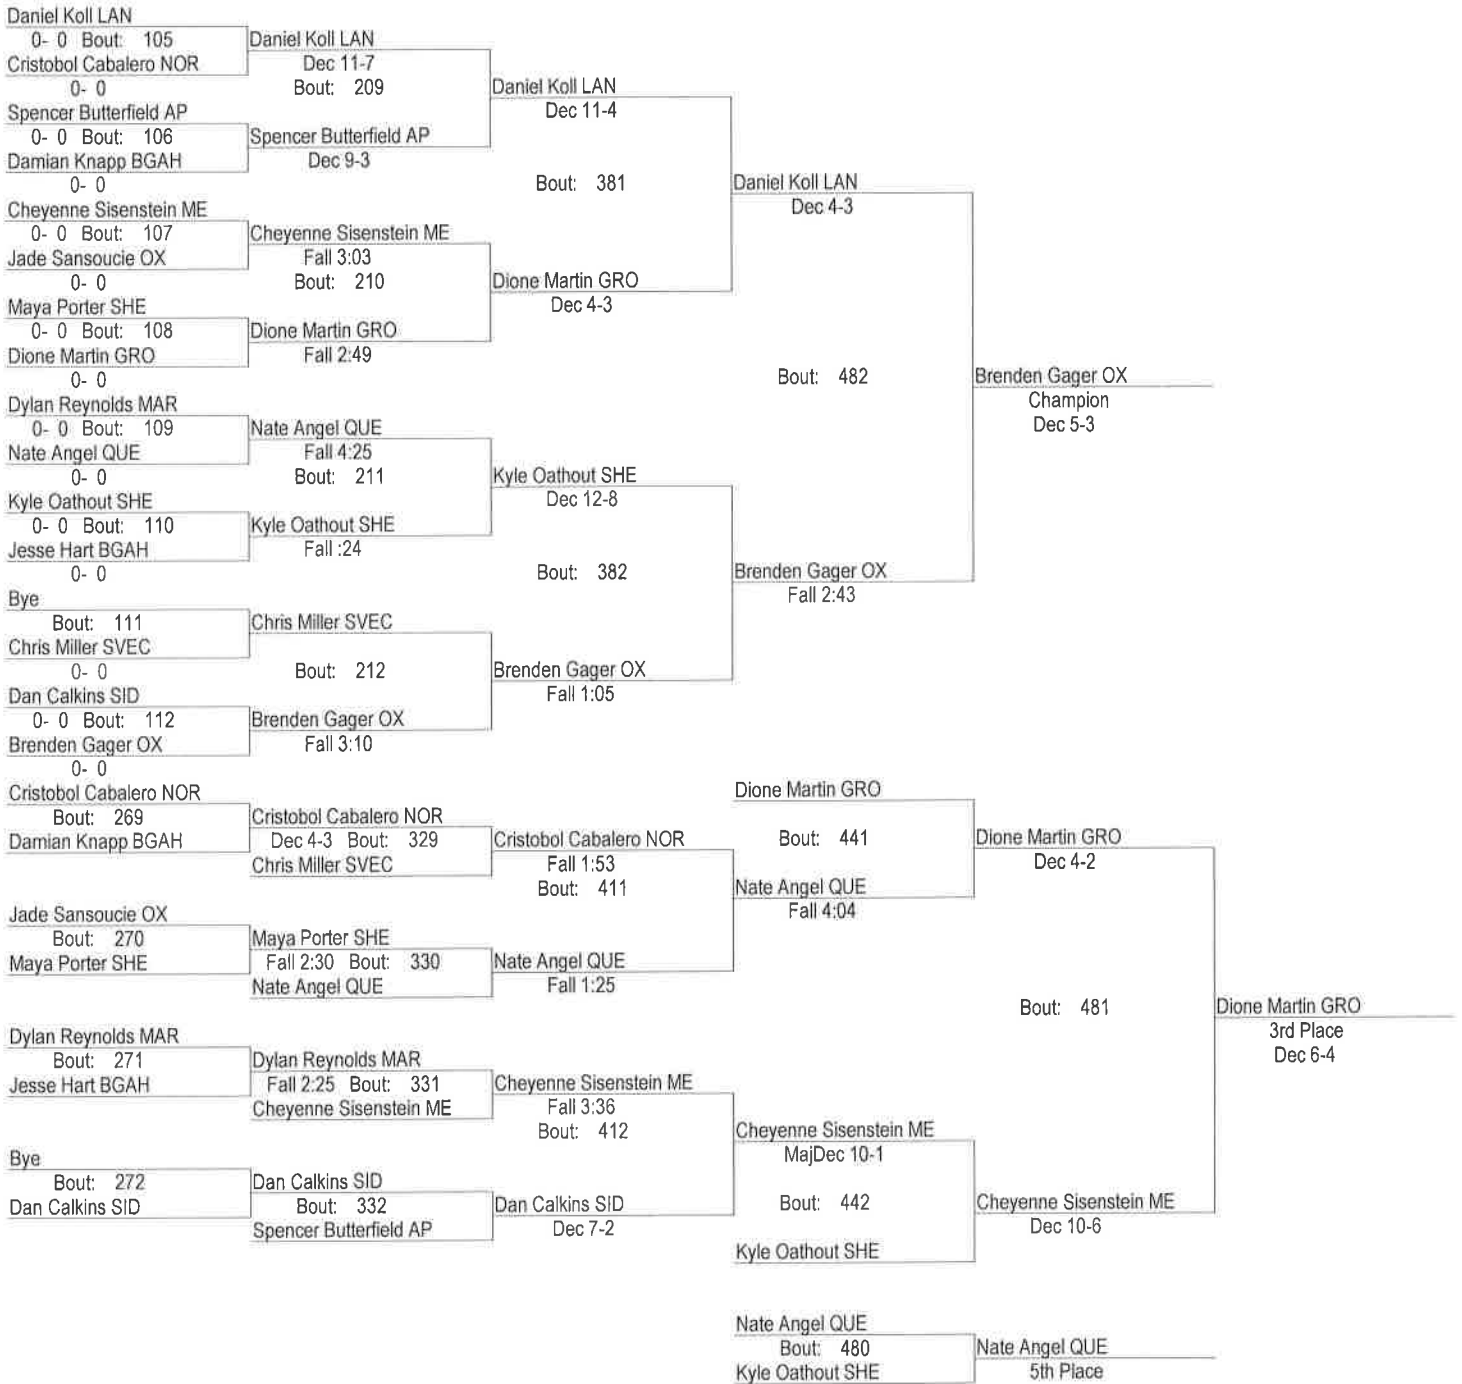 Daniel Koll LAN
0- 0 Bout: 105
Cristobol Cabalero NOR
0- 0
Spencer Butterfield AP
0- 0 Bout: 106
Damian Knapp BGAH
0- 0
Cheyenne Sisenstein ME
0- 0 Bout: 107
Jade Sansoucie OX
0- 0
Maya Porter SHE
0- 0 Bout: 108
Dione Martin GRO
0- 0
Dylan Reynolds MAR
0- 0 Bout: 109
Nate Angel QUE
0- 0
Kyle Oathout SHE
0- 0 Bout: 110
Jesse Hart BGAH
0- 0
Bye
Bout: 111
Chris Miller SVEC
0- 0
Dan Calkins SID
0- 0 Bout: 112
Brenden Gager OX
0- 0
Daniel Koll LAN
Dec 11-7
Bout: 209
Spencer Butterfield AP
Dec 9-3
Cheyenne Sisenstein ME
Fall 3:03
Bout: 210
Dione Martin GRO
Fall 2:49
Nate Angel QUE
Fall 4:25
Bout: 211
Kyle Oathout SHE
Fall :24
Chris Miller SVEC
Bout: 212
Brenden Gager OX
Fall 3:10
Daniel Koll LAN
Dec 11-4
Bout: 381
Dione Martin GRO
Dec 4-3
Kyle Oathout SHE
Dec 12-8
Bout: 382
Brenden Gager OX
Fall 1:05
Daniel Koll LAN
Dec 4-3
Bout: 482
Brenden Gager OX
Fall 2:43
Brenden Gager OX
Champion
Dec 5-3
Cristobol Cabalero NOR
Bout: 269
Damian Knapp BGAH
Jade Sansoucie OX
Bout: 270
Maya Porter SHE
Dylan Reynolds MAR
Bout: 271
Jesse Hart BGAH
Bye
Bout: 272
Dan Calkins SID
Cristobol Cabalero NOR
Dec 4-3 Bout: 329
Chris Miller SVEC
Maya Porter SHE
Fall 2:30 Bout: 330
Nate Angel QUE
Dylan Reynolds MAR
Fall 2:25 Bout: 331
Cheyenne Sisenstein ME
Dan Calkins SID
Bout: 332
Spencer Butterfield AP
Cristobol Cabalero NOR
Fall 1:53
Bout: 411
Nate Angel QUE
Fall 1:25
Cheyenne Sisenstein ME
Fall 3:36
Bout: 412
Dan Calkins SID
Dec 7-2
Dione Martin GRO
Bout: 441
Nate Angel QUE
Fall 4:04
Cheyenne Sisenstein ME
MajDec 10-1
Bout: 442
Kyle Oathout SHE
Dione Martin GRO
Dec 4-2
Bout: 481
Cheyenne Sisenstein ME
Dec 10-6
Dione Martin GRO
3rd Place
Dec 6-4
Nate Angel QUE
Bout: 480
Kyle Oathout SHE
Nate Angel QUE
5th Place